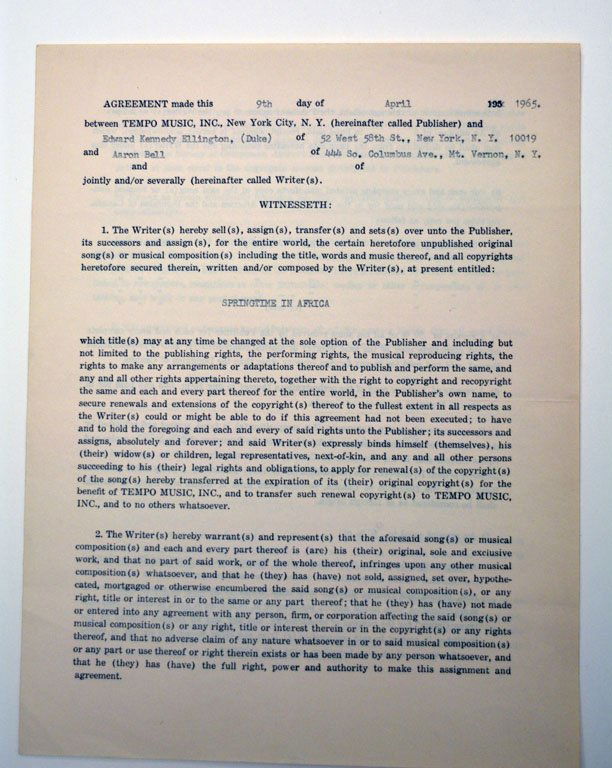 AGREEMENT made this 9th day of April 195 1965.
between TEMPO MUSIC, INC., New York City, N. Y. (hereinafter called Publisher) and
Edward Kennedy Ellington, (Duke) of 52 West 58th St., New York, N. Y. 10019
and Aaron Bell of 444 So. Columbus Ave., Mt. Vernon, N. Y.
and of
jointly and/or severally (hereinafter called Writer(s).
WITNESSETH:
1. The Writer(s) hereby sell(s), assign(s), transfer(s) and sets(s) over unto the Publisher,
its successors and assign(s), for the entire world, the certain heretofore unpublished original
song(s) or musical composition(s) including the title, words and music thereof, and all copyrights
heretofore secured therein, written and/or composed by the Writer(s), at present entitled:
SPRINGTIME IN AFRICA
which title(s) may at any time be changed at the sole option of the Publisher and including but
not limited to the publishing rights, the performing rights, the musical reproducing rights, the
rights to make any arrangements or adaptations thereof and to publish and perform the same, and
any and all other rights appertaining thereto, together with the right to copyright and recopyright
the same and each and every part thereof for the entire world, in the Publisher's own name, to
secure renewals and extensions of the copyright(s) thereof to the fullest extent in all respects as
the Writer(s) could or might be able to do if this agreement had not been executed; to have
and to hold the foregoing and each and every of said rights unto the Publisher; its successors and
assigns, absolutely and forever; and said Writer(s) expressly binds himself (themselves), his
(their) widow(s) or children, legal representatives, next-of-kin, and any and all other persons
succeeding to his (their) legal rights and obligations, to apply for renewal(s) of the copyright(s)
of the song(s) hereby transferred at the expiration of its (their) original copyright(s) for the
benefit of TEMPO MUSIC, INC., and to transfer such renewal copyright(s) to TEMPO MUSIC,
INC., and to no others whatsoever.
2. The Writer(s) hereby warrant(s) and represent(s) that the aforesaid song(s) or musical
composition(s) and each and every part thereof is (are) his (their) original, sole and exclusive
work, and that no part of said work, or of the whole thereof, infringes upon any other musical
composition(s) whatsoever, and that he (they) has (have) not sold, assigned, set over, hypothe-
cated, mortgaged or otherwise encumbered the said song(s) or musical composition(s), or any
right, title or interest in or to the same or any part thereof; that he (they) has (have) not made
or entered into any agreement with any person, firm, or corporation affecting the said (song(s) or
musical composition(s) or any right, title or interest therein or in the copyright(s) or any rights
thereof, and that no adverse claim of any nature whatsoever in or to said musical composition(s)
or any part or use thereof or right therein exists or has been made by any person whatsoever, and
that he (they) has (have) the full right, power and authority to make this assignment and
agreement.